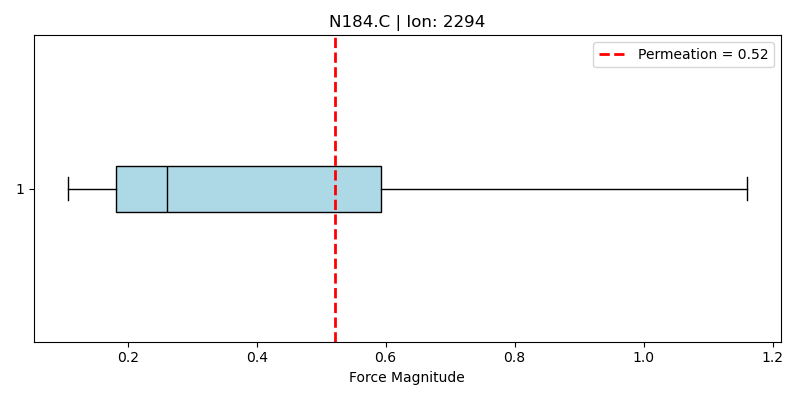 N184.C | Ion: 2294
Permeation = 0.52
1
0.2 0.4 0.6 0.8 1.0 1.2
Force Magnitude